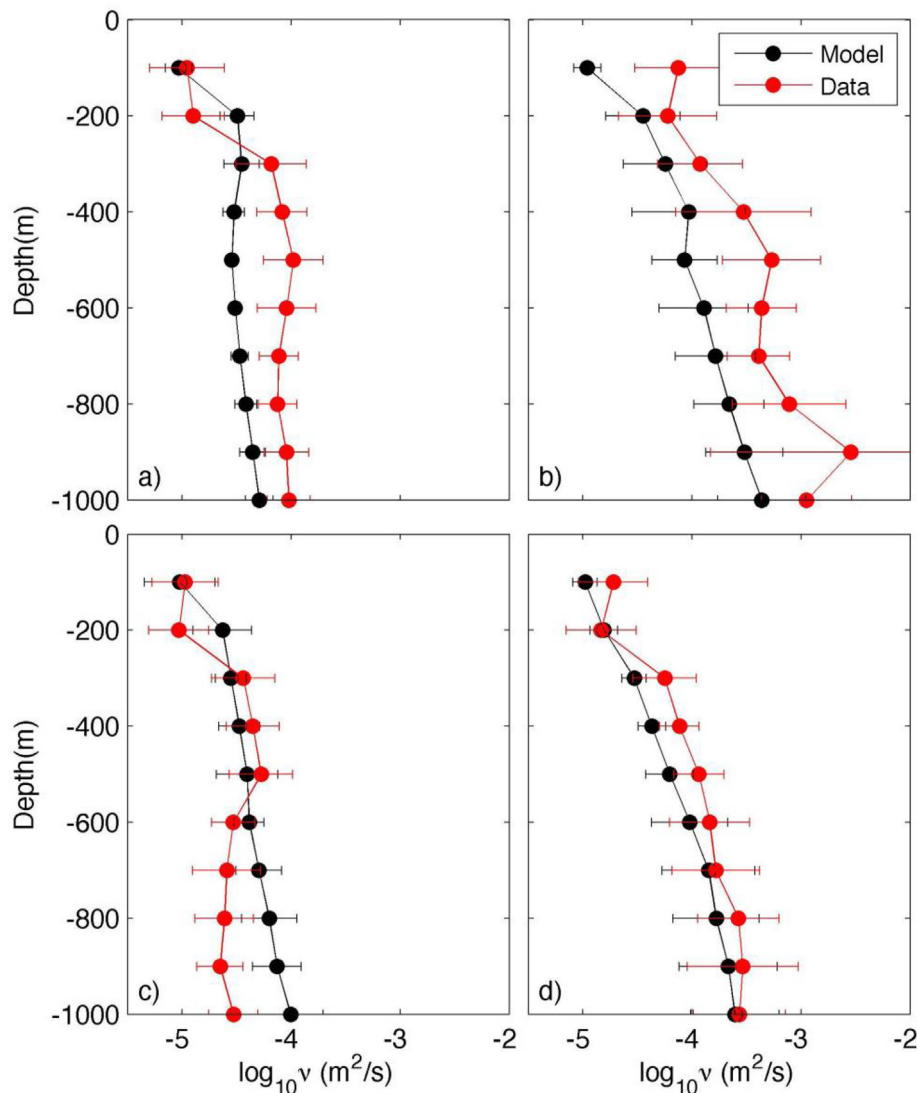 0
-200
-400
-600
-800
-1000
Depth(m)
a)
Model
Data
b)
0
-200
-400
-600
-800
-1000
Depth(m)
c)
d)
-5 -4 -3 -2
-5 -4 -3 -2
log₁₀ν (m²/s)
log₁₀ν (m²/s)